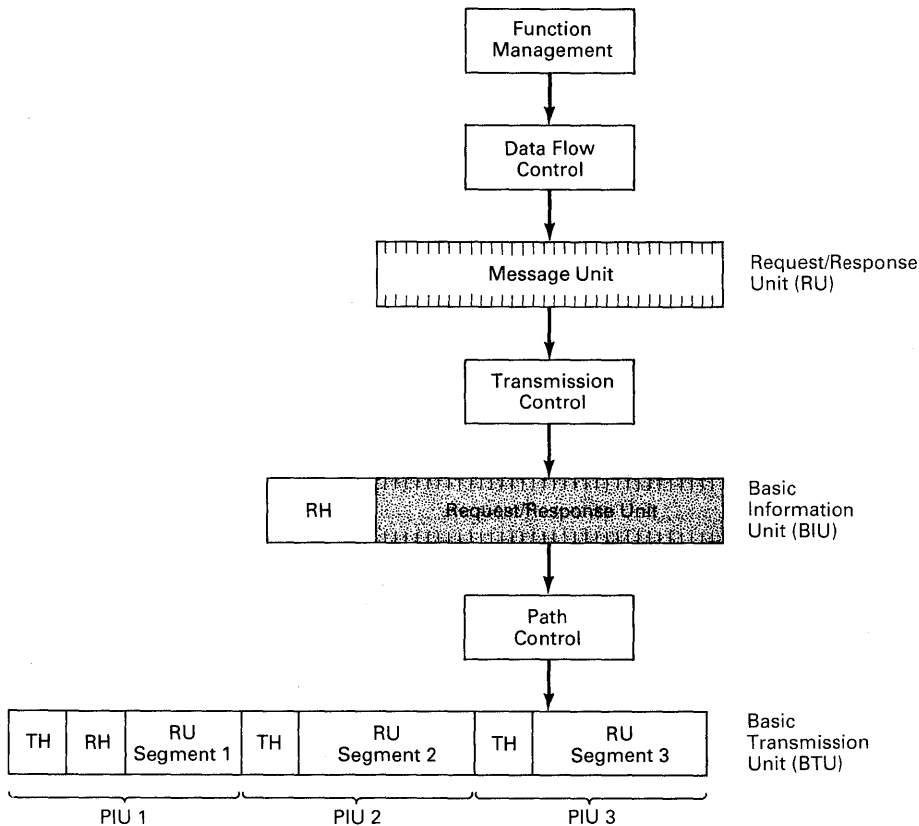 Function
Management
Data Flow
Control
Message Unit
Request/Response
Unit (RU)
Transmission
Control
RH
Request/Response Unit
Basic
Information
Unit (BIU)
Path
Control
TH
RH
RU
Segment 1
TH
RU
Segment 2
TH
RU
Segment 3
Basic
Transmission
Unit (BTU)
PIU 1
PIU 2
PIU 3